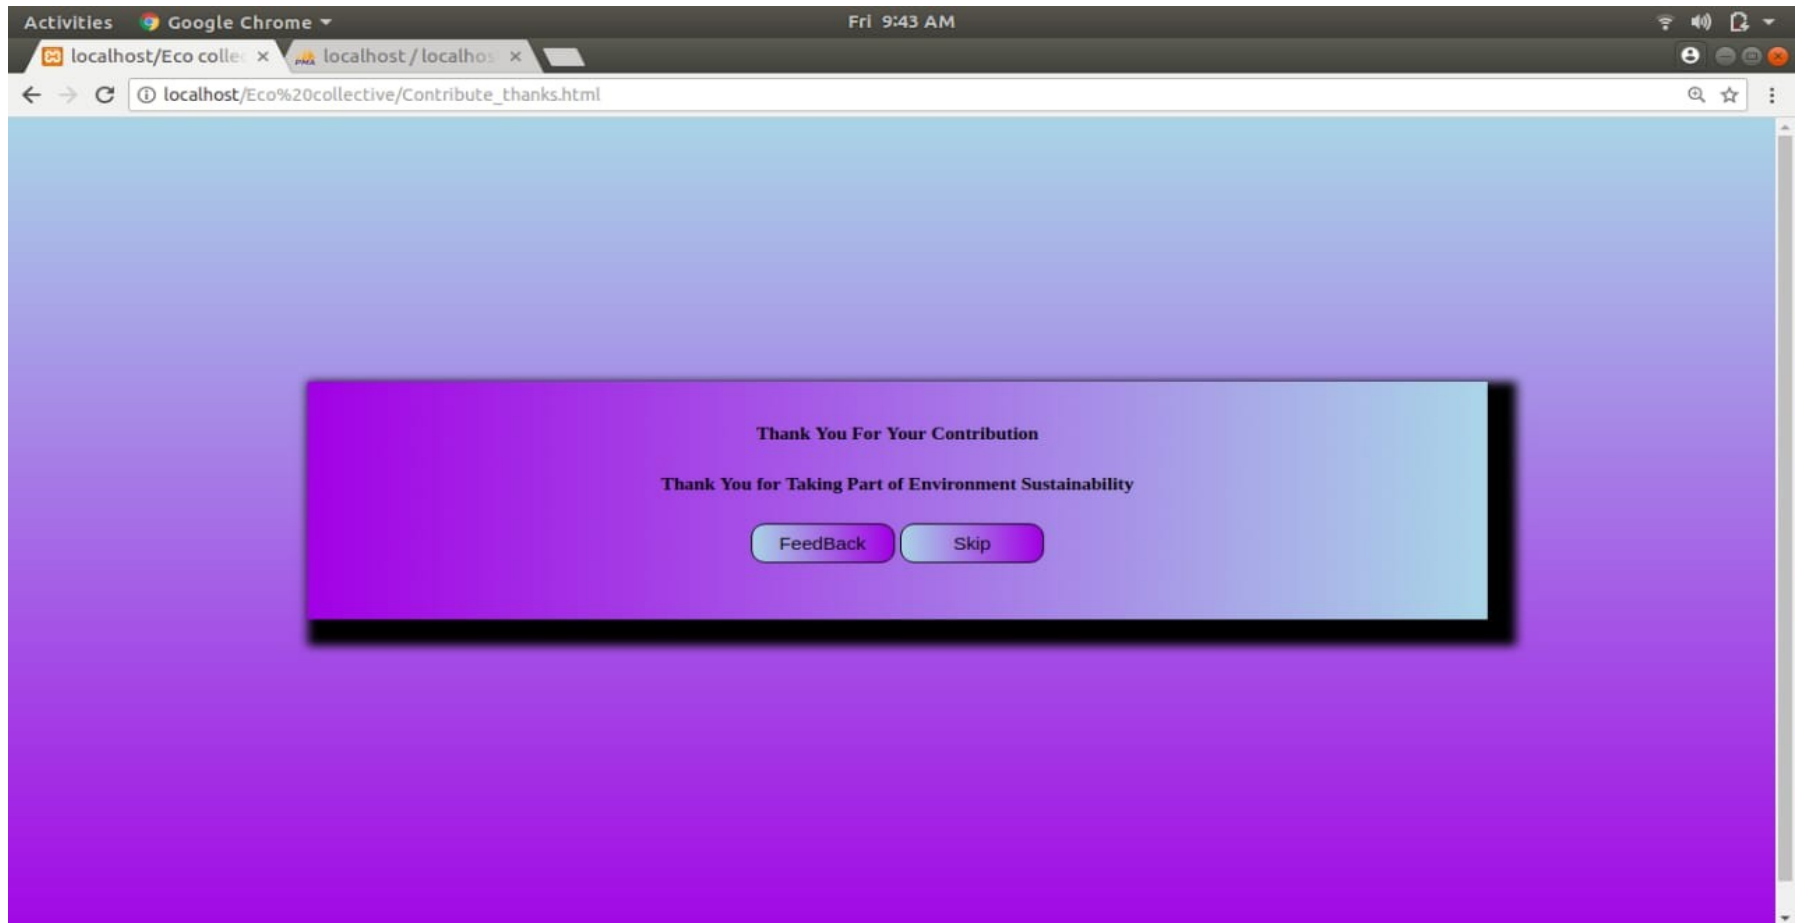 Activities Google Chrome Fri 9:43 AM
localhost/Eco collec localhost / localhos
localhost/Eco%20collective/Contribute_thanks.html
Thank You For Your Contribution
Thank You for Taking Part of Environment Sustainability
FeedBack Skip